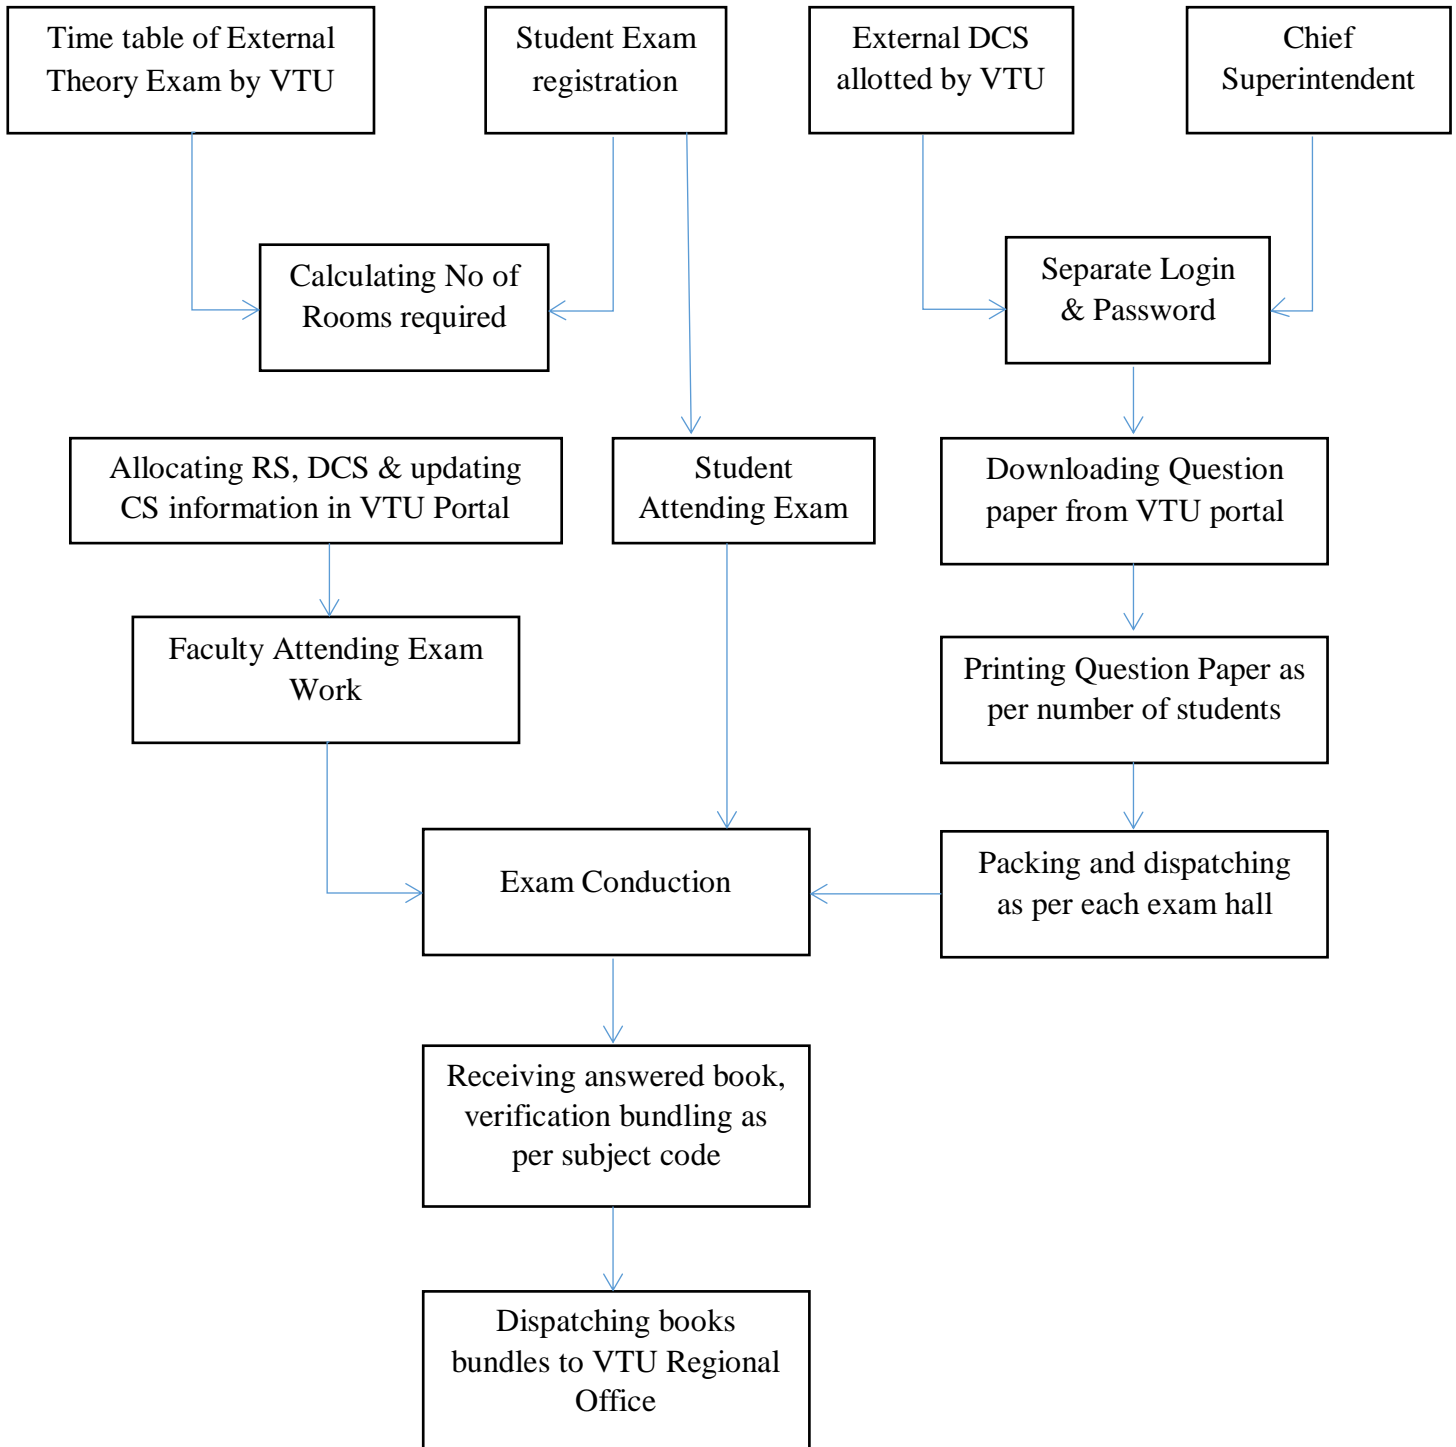 Time table of External
Theory Exam by VTU
Student Exam
registration
External DCS
allotted by VTU
Chief
Superintendent
Calculating No of
Rooms required
Separate Login
& Password
Allocating RS, DCS & updating
CS information in VTU Portal
Student
Attending Exam
Downloading Question
paper from VTU portal
Faculty Attending Exam
Work
Printing Question Paper as
per number of students
Exam Conduction
Packing and dispatching
as per each exam hall
Receiving answered book,
verification bundling as
per subject code
Dispatching books
bundles to VTU Regional
Office